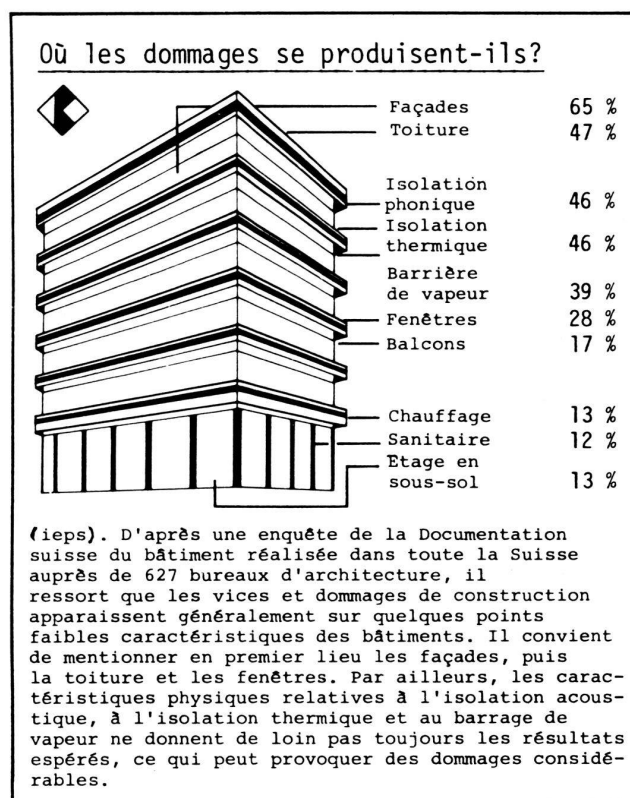 Où les dommages se produisent-ils?
Façades 65 %
Toiture 47 %
Isolation
phonique 46 %
Isolation
thermique 46 %
Barrière
de vapeur 39 %
Fenêtres 28 %
Balcons 17 %
Chauffage 13 %
Sanitaire 12 %
Etage en
sous-sol 13 %
(ieps). D'après une enquête de la Documentation
suisse du bâtiment réalisée dans toute la Suisse
auprès de 627 bureaux d'architecture, il
ressort que les vices et dommages de construction
apparaissent généralement sur quelques points
faibles caractéristiques des bâtiments. Il convient
de mentionner en premier lieu les façades, puis
la toiture et les fenêtres. Par ailleurs, les carac-
téristiques physiques relatives à l'isolation acous-
tique, à l'isolation thermique et au barrage de
vapeur ne donnent de loin pas toujours les résultats
espérés, ce qui peut provoquer des dommages considé-
rables.